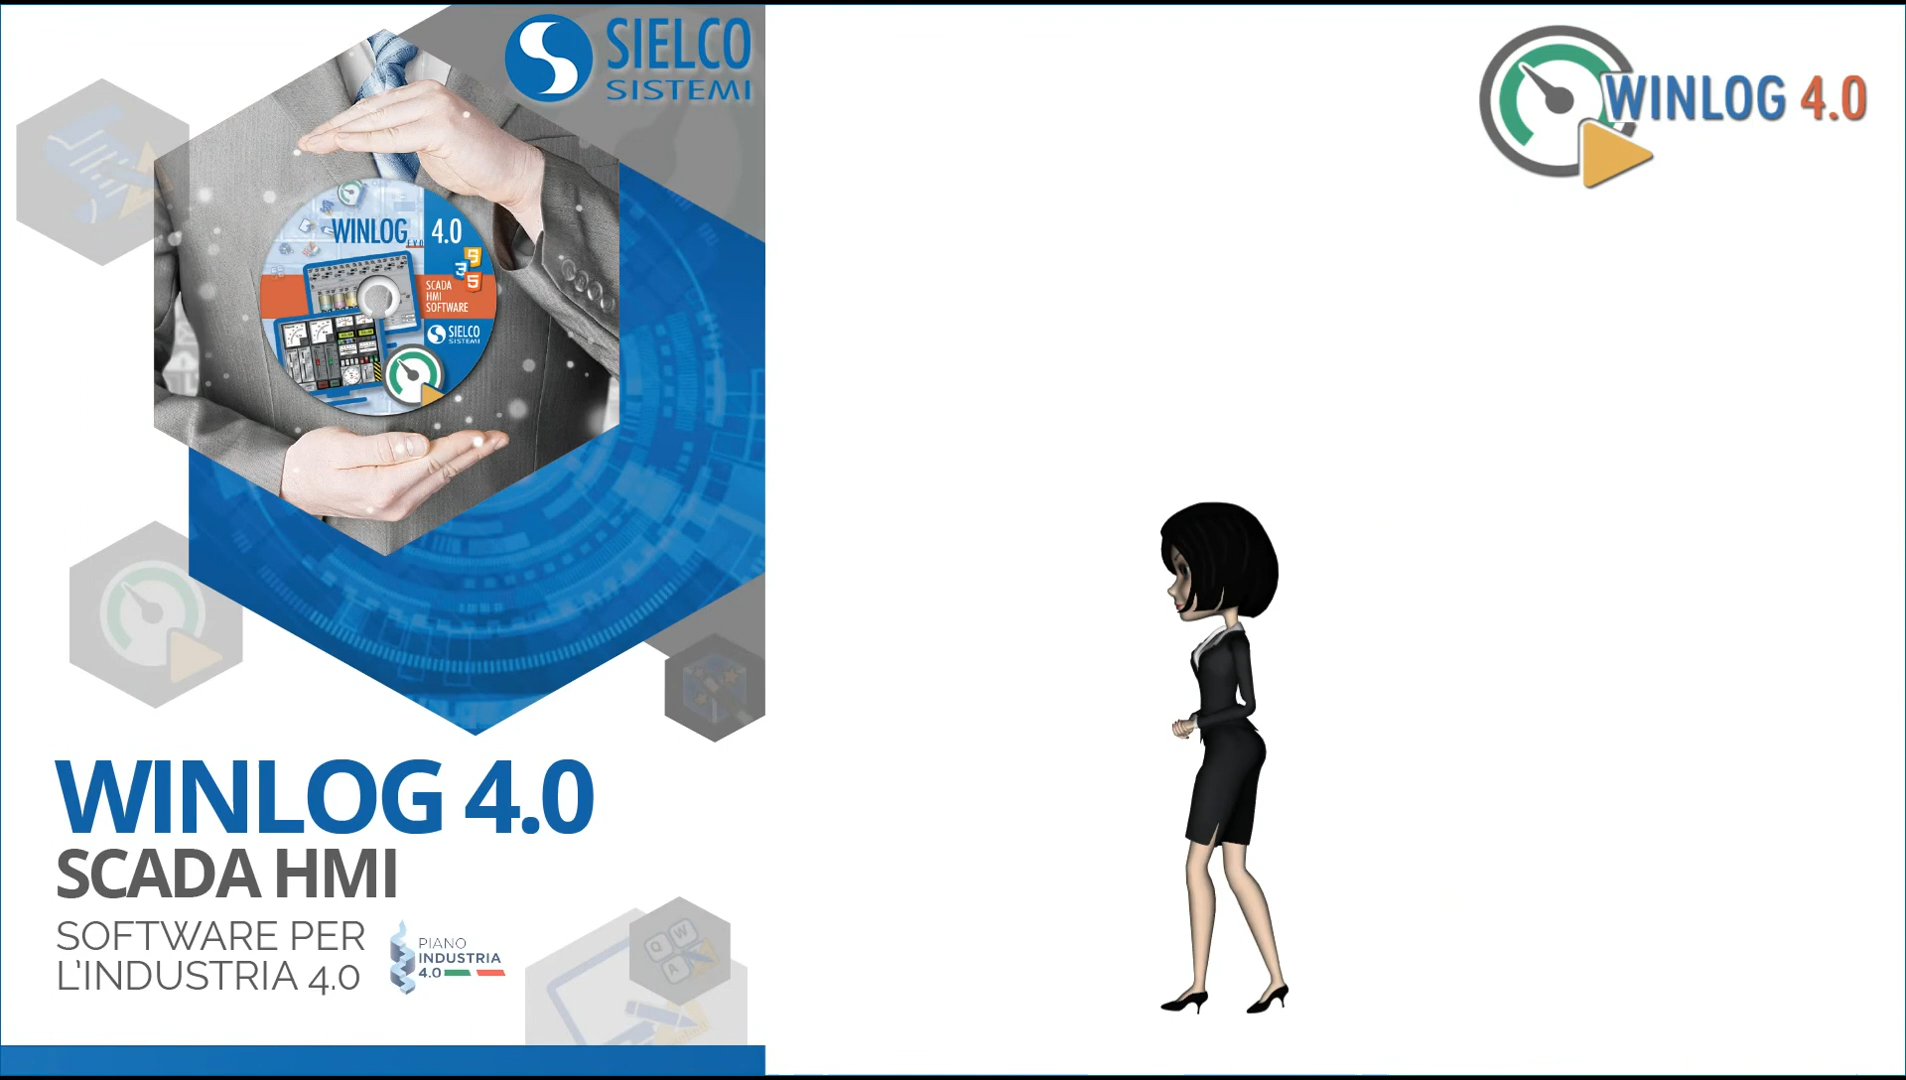 SIELCO
SISTEMI
WINLOG 4.0
WINLOG EVO 4.0
SCADA
HMI
SOFTWARE
SIELCO
SISTEMI
WINLOG 4.0
SCADA HMI
SOFTWARE PER
L'INDUSTRIA 4.0
PIANO
INDUSTRIA
4.0
Q W
A